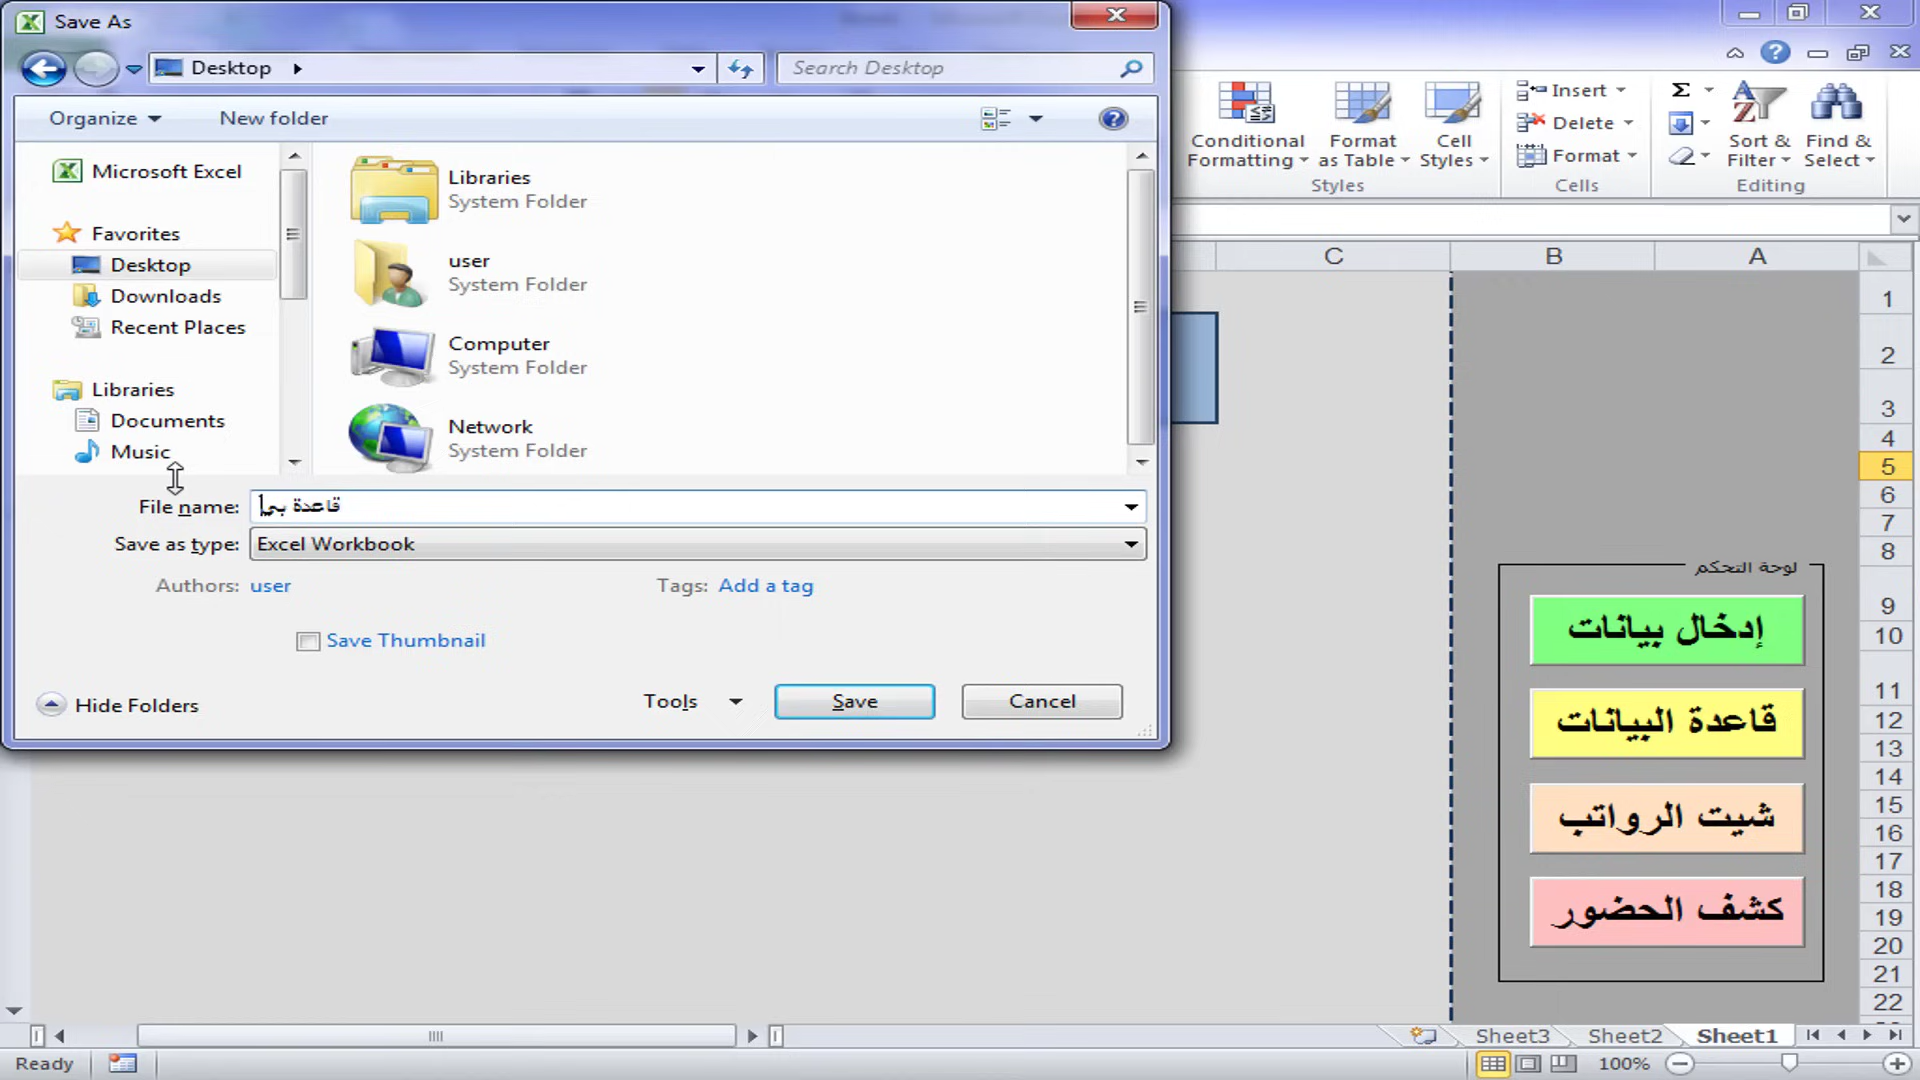 Save As
Desktop
Search Desktop
Organize
New folder
Microsoft Excel
Favorites
Desktop
Downloads
Recent Places
Libraries
Documents
Music
Libraries
System Folder
user
System Folder
Computer
System Folder
Network
System Folder
File name:
قاعدة بي
Save as type:
Excel Workbook
Authors: user
Tags: Add a tag
Save Thumbnail
Hide Folders
Tools
Save
Cancel
Conditional Formatting
Format as Table
Cell Styles
Styles
Insert
Delete
Format
Cells
Σ
Sort & Filter
Find & Select
Editing
C
B
A
1
2
3
4
5
6
7
8
9
10
11
12
13
14
15
16
17
18
19
20
21
22
لوحة التحكم
إدخال بيانات
قاعدة البيانات
شيت الرواتب
كشف الحضور
Sheet3
Sheet2
Sheet1
Ready
100%